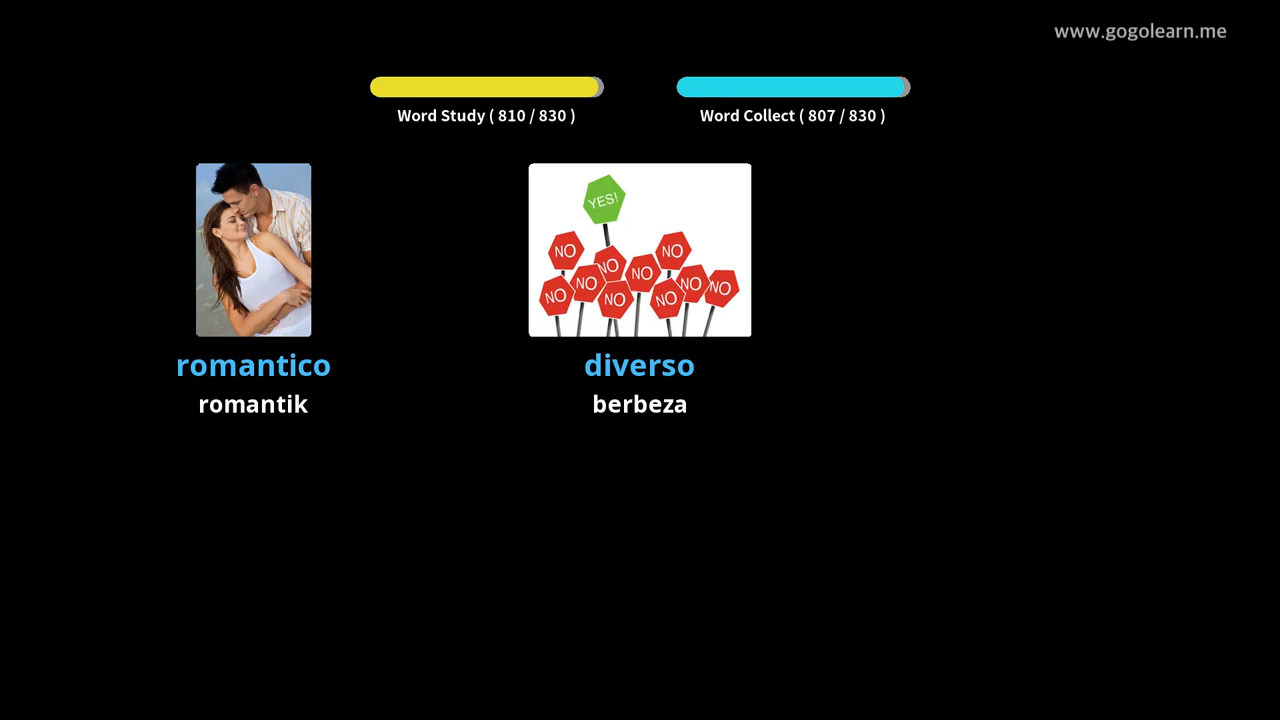 www.gogolearn.me
Word Study ( 810 / 830 )
Word Collect ( 807 / 830 )
YES!
NO
NO
NO
NO
NO
NO
NO
NO
NO
NO
romantico
diverso
romantik
berbeza